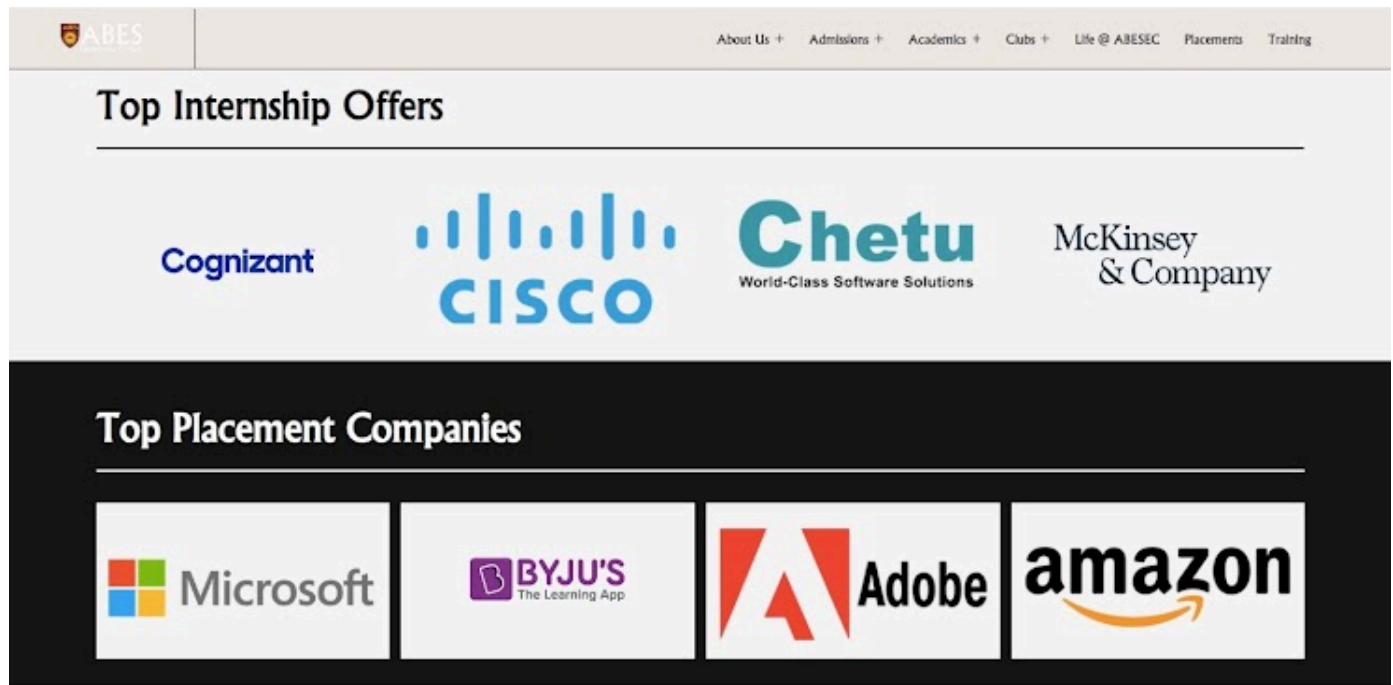 ABES
About Us + Admissions + Academics + Clubs + Life @ ABESEC Placements Training
Top Internship Offers
Cognizant
CISCO
Chetu
World-Class Software Solutions
McKinsey
& Company
Top Placement Companies
Microsoft
BYJU'S
The Learning App
Adobe
amazon